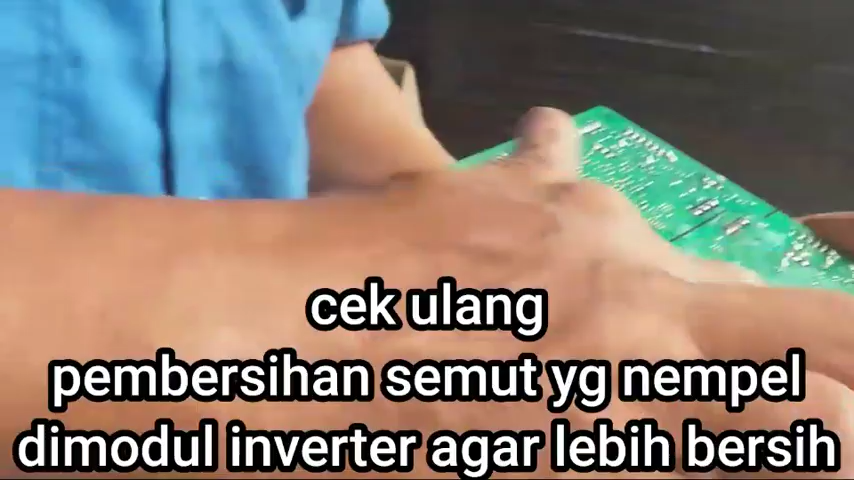 cek ulang
pembersihan semut yg nempel
dimodul inverter agar lebih bersih